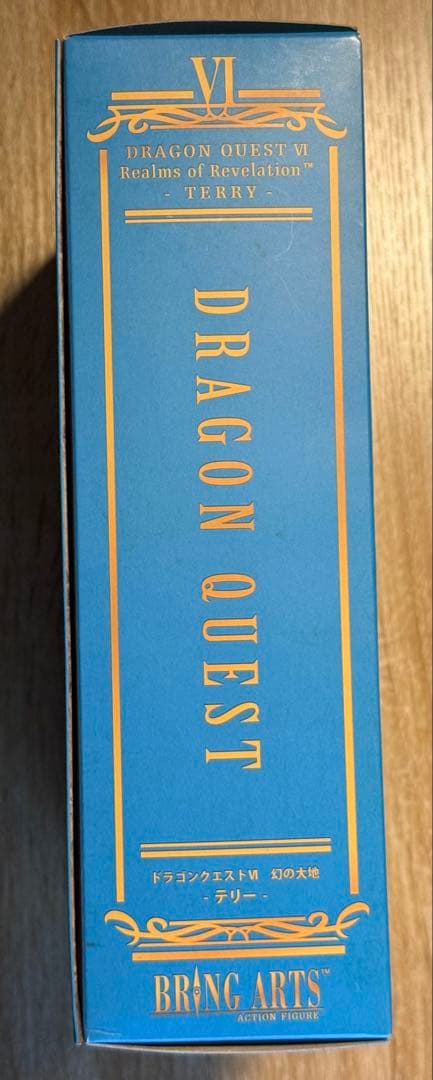 VI
DRAGON QUEST VI
Realms of Revelation™
- TERRY -
DRAGON QUEST
ドラゴンクエストVI 幻の大地
- テリー -
BRING ARTS™
ACTION FIGURE